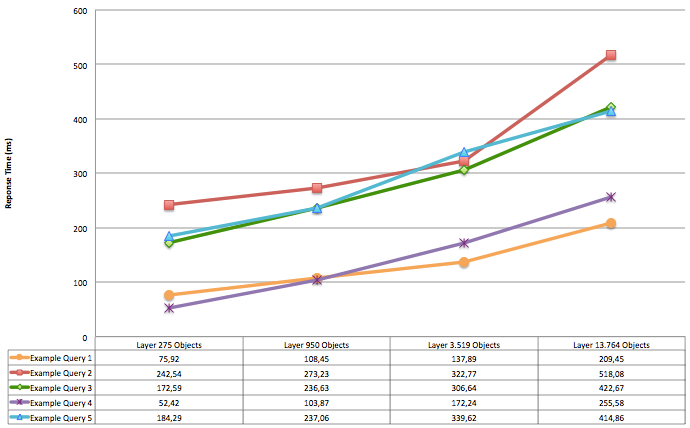 600
500
400
300
200
100
0
Reponse Time (ms)
Layer 275 Objects Layer 950 Objects Layer 3.519 Objects Layer 13.764 Objects
Example Query 1 75,92 108,45 137,89 209,45
Example Query 2 242,54 273,23 322,77 518,08
Example Query 3 172,59 236,63 306,64 422,67
Example Query 4 52,42 103,87 172,24 255,58
Example Query 5 184,29 237,06 339,62 414,86